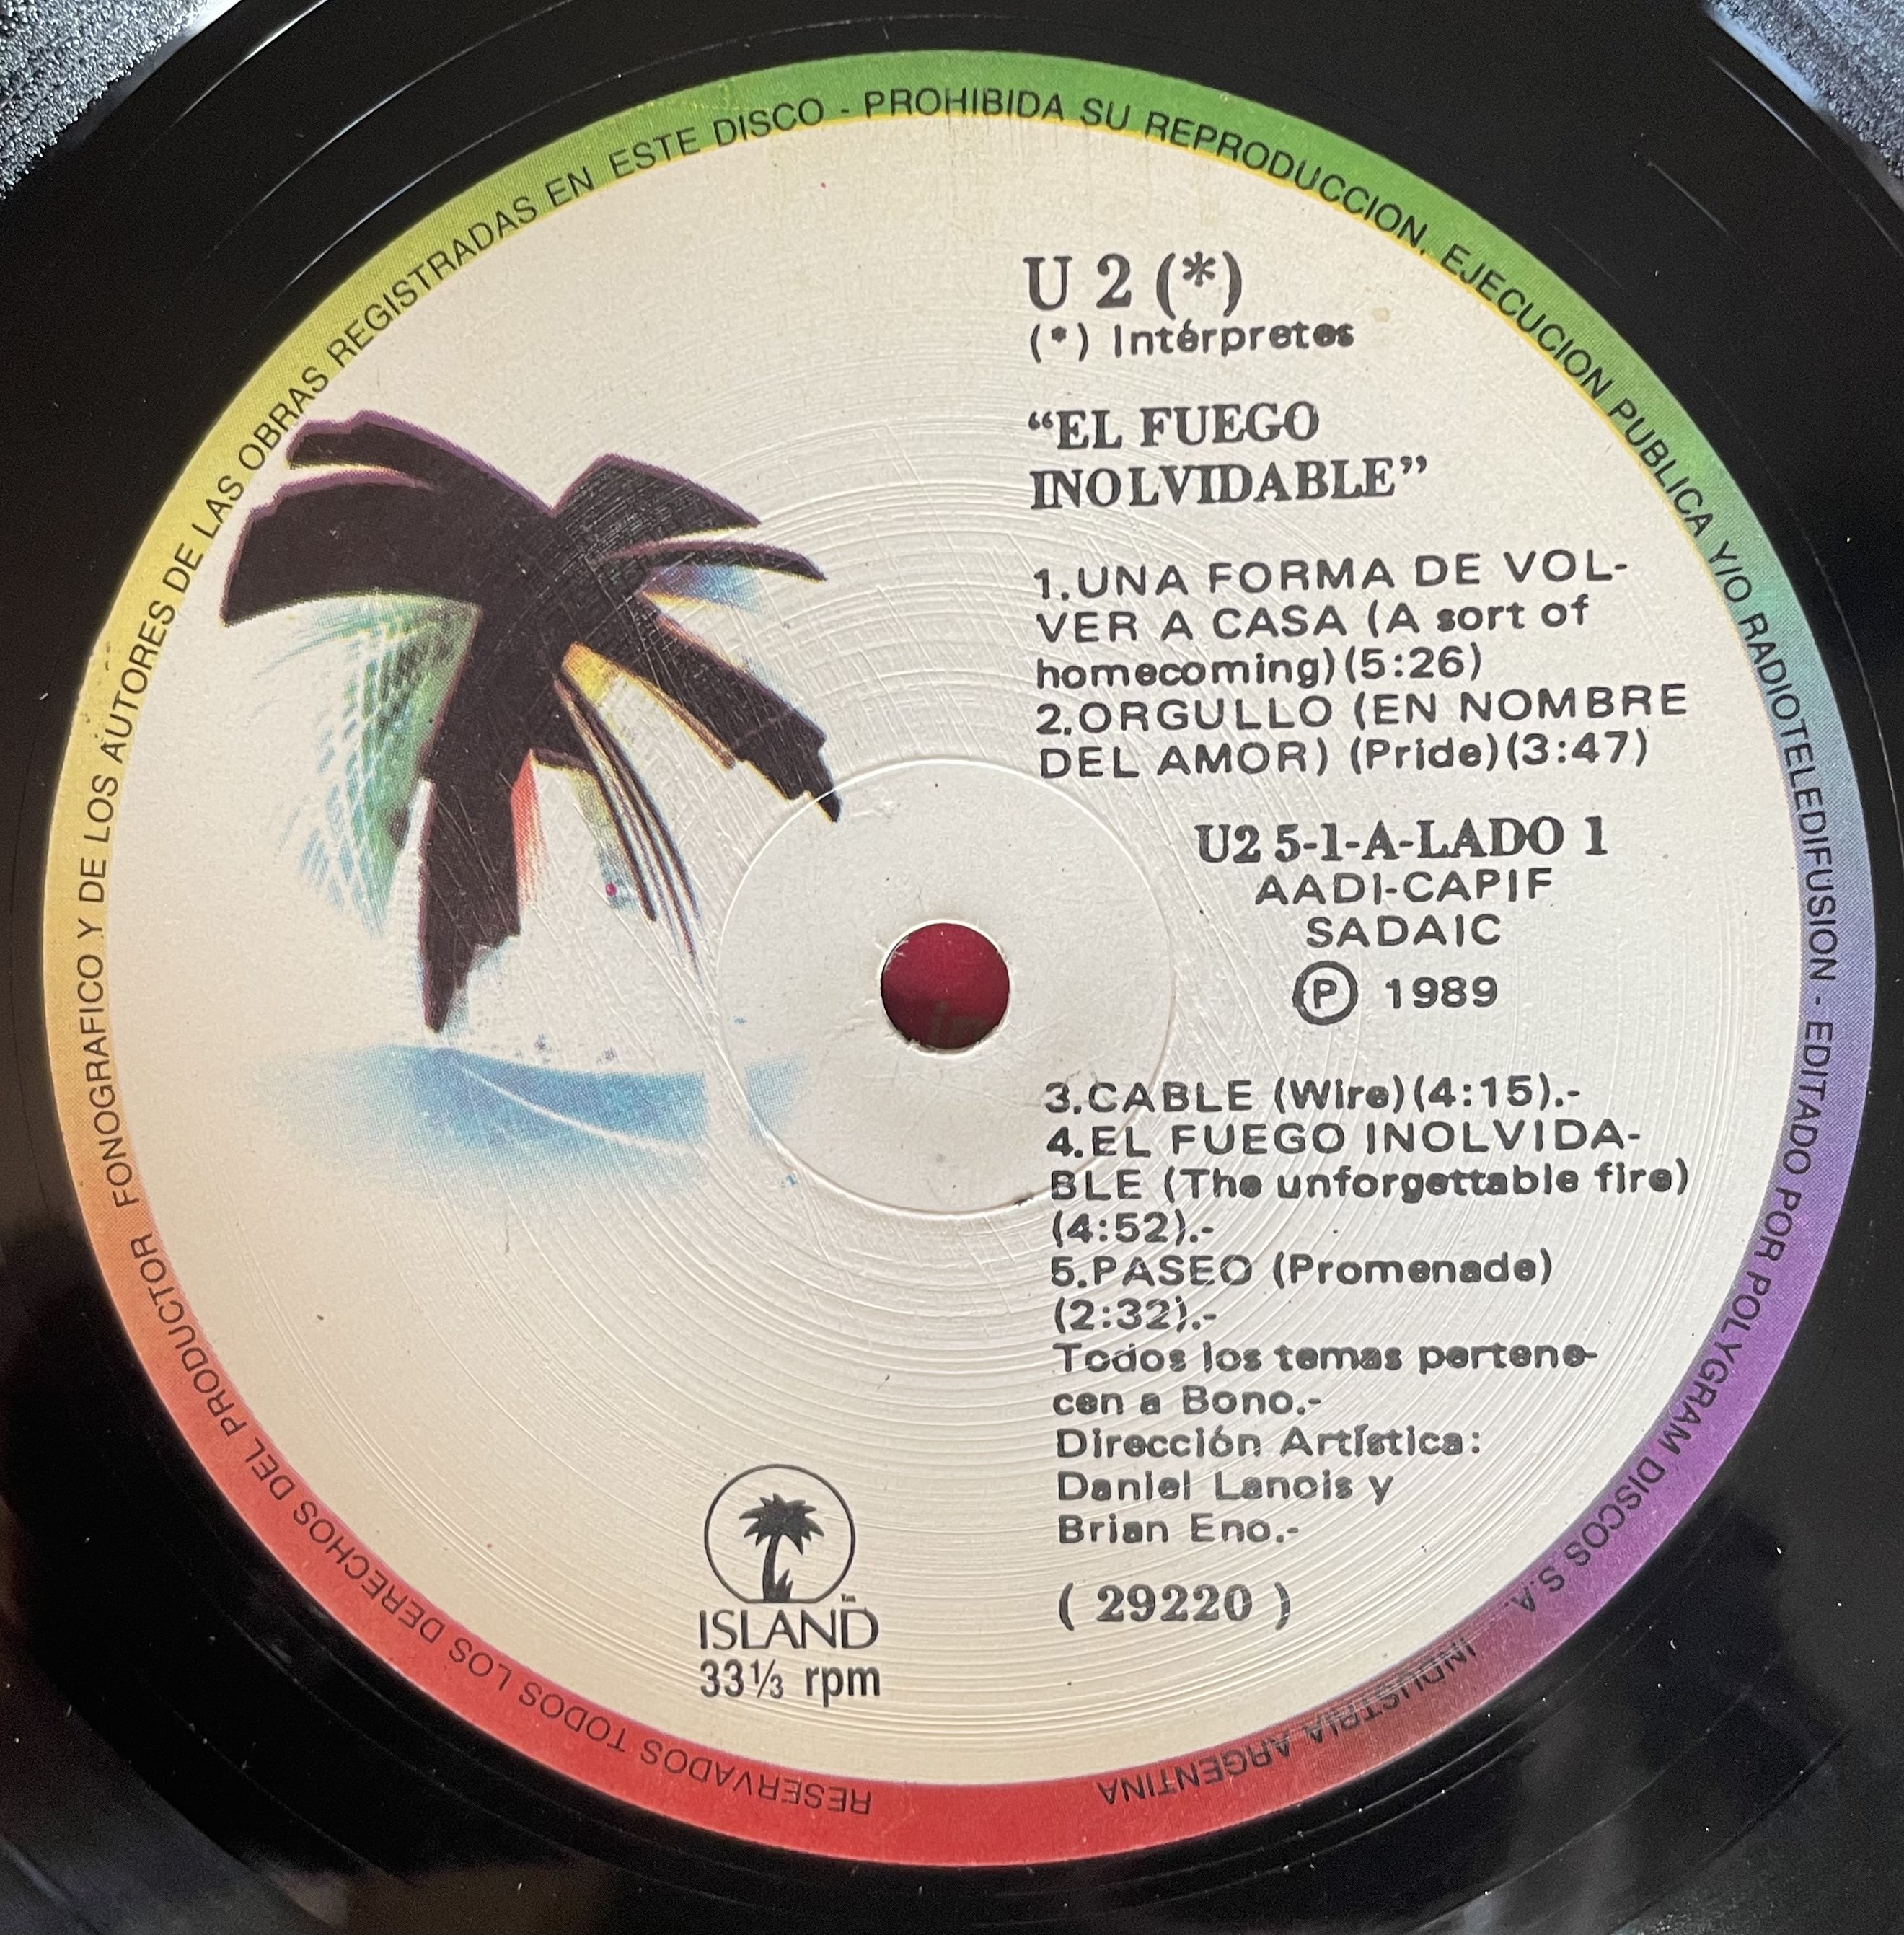 U 2 (*)
(*) Intérpretes
“EL FUEGO
INOLVIDABLE”
1.UNA FORMA DE VOL-
VER A CASA (A sort of
homecoming)(5:26)
2.ORGULLO (EN NOMBRE
DEL AMOR) (Pride)(3:47)
U2 5-1-A-LADO 1
AADI-CAPIF
SADAIC
Ⓟ 1989
3.CABLE (Wire)(4:15).-
4.EL FUEGO INOLVIDA-
BLE (The unforgettable fire)
(4:52).-
5.PASEO (Promenade)
(2:32).-
Todos los temas pertene-
cen a Bono.-
Dirección Artística:
Daniel Lanois y
Brian Eno.-
( 29220 )
ISLAND
33⅓ rpm
RESERVADOS TODOS LOS DERECHOS DEL PRODUCTOR FONOGRAFICO Y DE LOS AUTORES DE LAS OBRAS REGISTRADAS EN ESTE DISCO - PROHIBIDA SU REPRODUCCION, EJECUCION PUBLICA Y/O RADIOTELEDIFUSION - EDITADO POR POLYGRAM DISCOS S.A. INDUSTRIA ARGENTINA